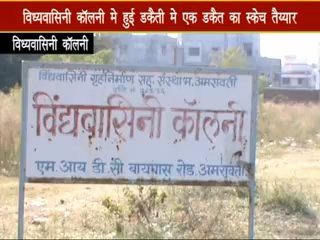 विध्यवासिनी कॉलनी मे हुई डकैती मे एक डकैत का स्केच तैय्यार
विध्यवासिनी कॉलनी
विंद्यवासिनी गृहनिर्माण सह. संस्था म. अमरावती
विंद्यवासिनी कॉलनी
एम. आय डी. सी बायपास रोड. अमरावती